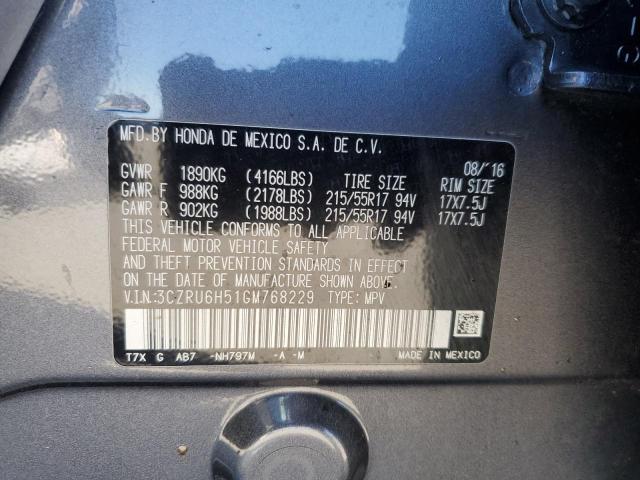 MFD.BY HONDA DE MEXICO S.A. DE C.V.
08/'16
GVWR 1890KG (4166LBS) TIRE SIZE RIM SIZE
GAWR F 988KG (2178LBS) 215/55R17 94V 17X7.5J
GAWR R 902KG (1988LBS) 215/55R17 94V 17X7.5J
THIS VEHICLE CONFORMS TO ALL APPLICABLE
FEDERAL MOTOR VEHICLE SAFETY
AND THEFT PREVENTION STANDARDS IN EFFECT
ON THE DATE OF MANUFACTURE SHOWN ABOVE.
V.I.N:3CZRU6H51GM768229 TYPE: MPV
T7X G AB7 -NH797M -A -M MADE IN MEXICO